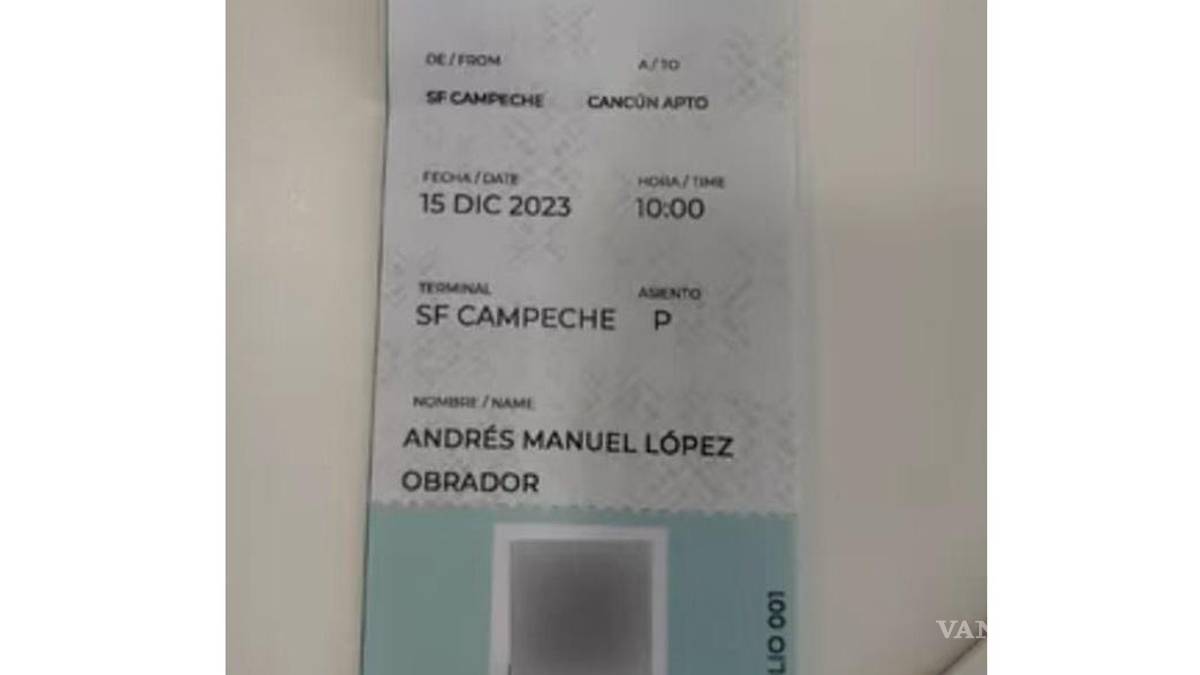 DE / FROM A / TO
SF CAMPECHE CANCÚN APTO
FECHA / DATE HORA / TIME
15 DIC 2023 10:00
TERMINAL ASIENTO
SF CAMPECHE P
NOMBRE / NAME
ANDRÉS MANUEL LÓPEZ
OBRADOR
LIO 001
VAN